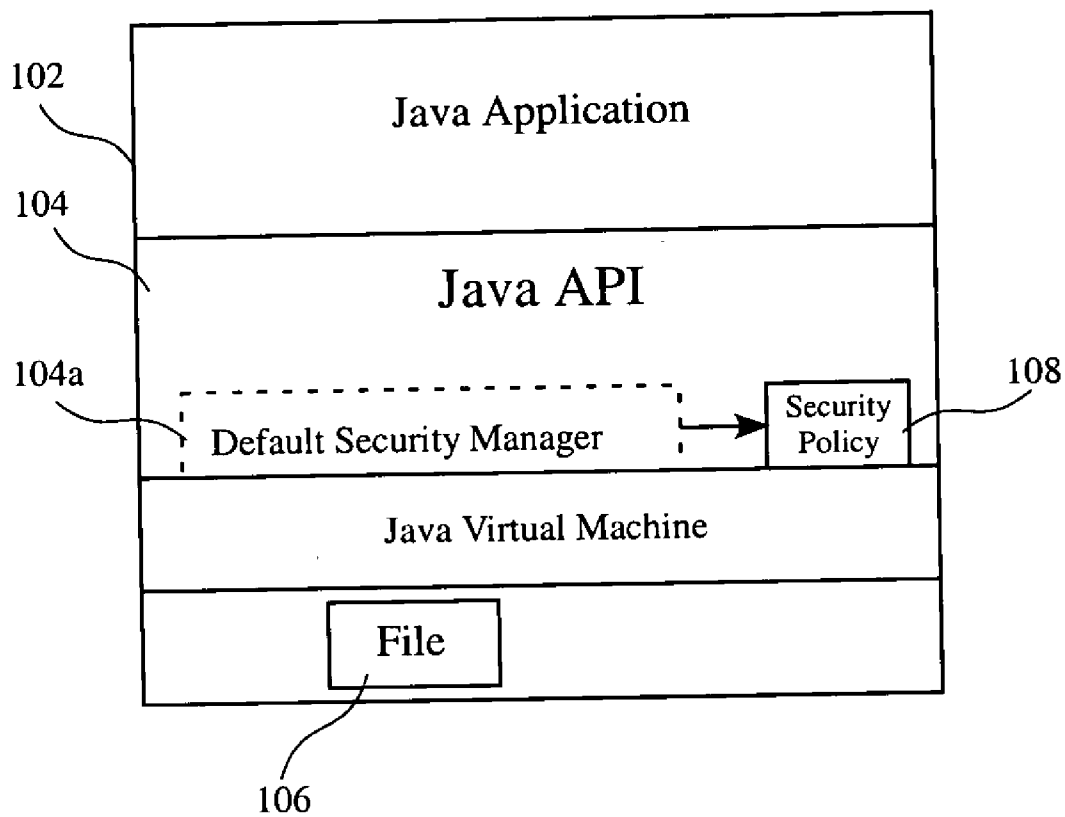 102
Java Application
104
Java API
104a
108
Security
Policy
Default Security Manager
Java Virtual Machine
File
106